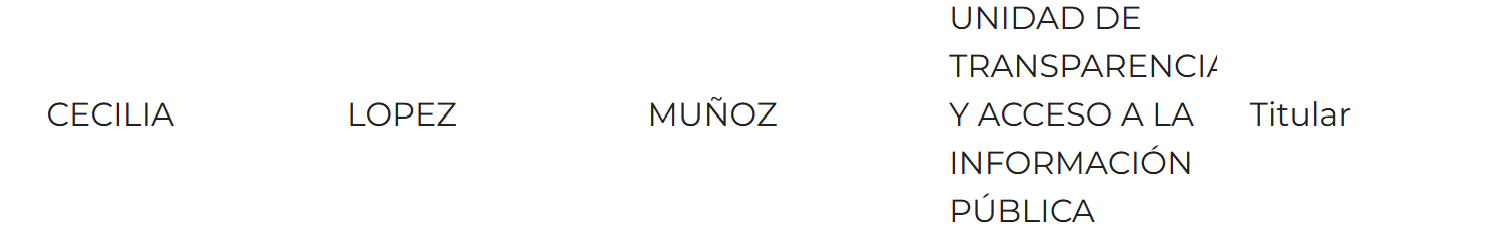 CECILIA
LOPEZ
MUÑOZ
UNIDAD DE
TRANSPARENCIA
Y ACCESO A LA
INFORMACIÓN
PÚBLICA
Titular